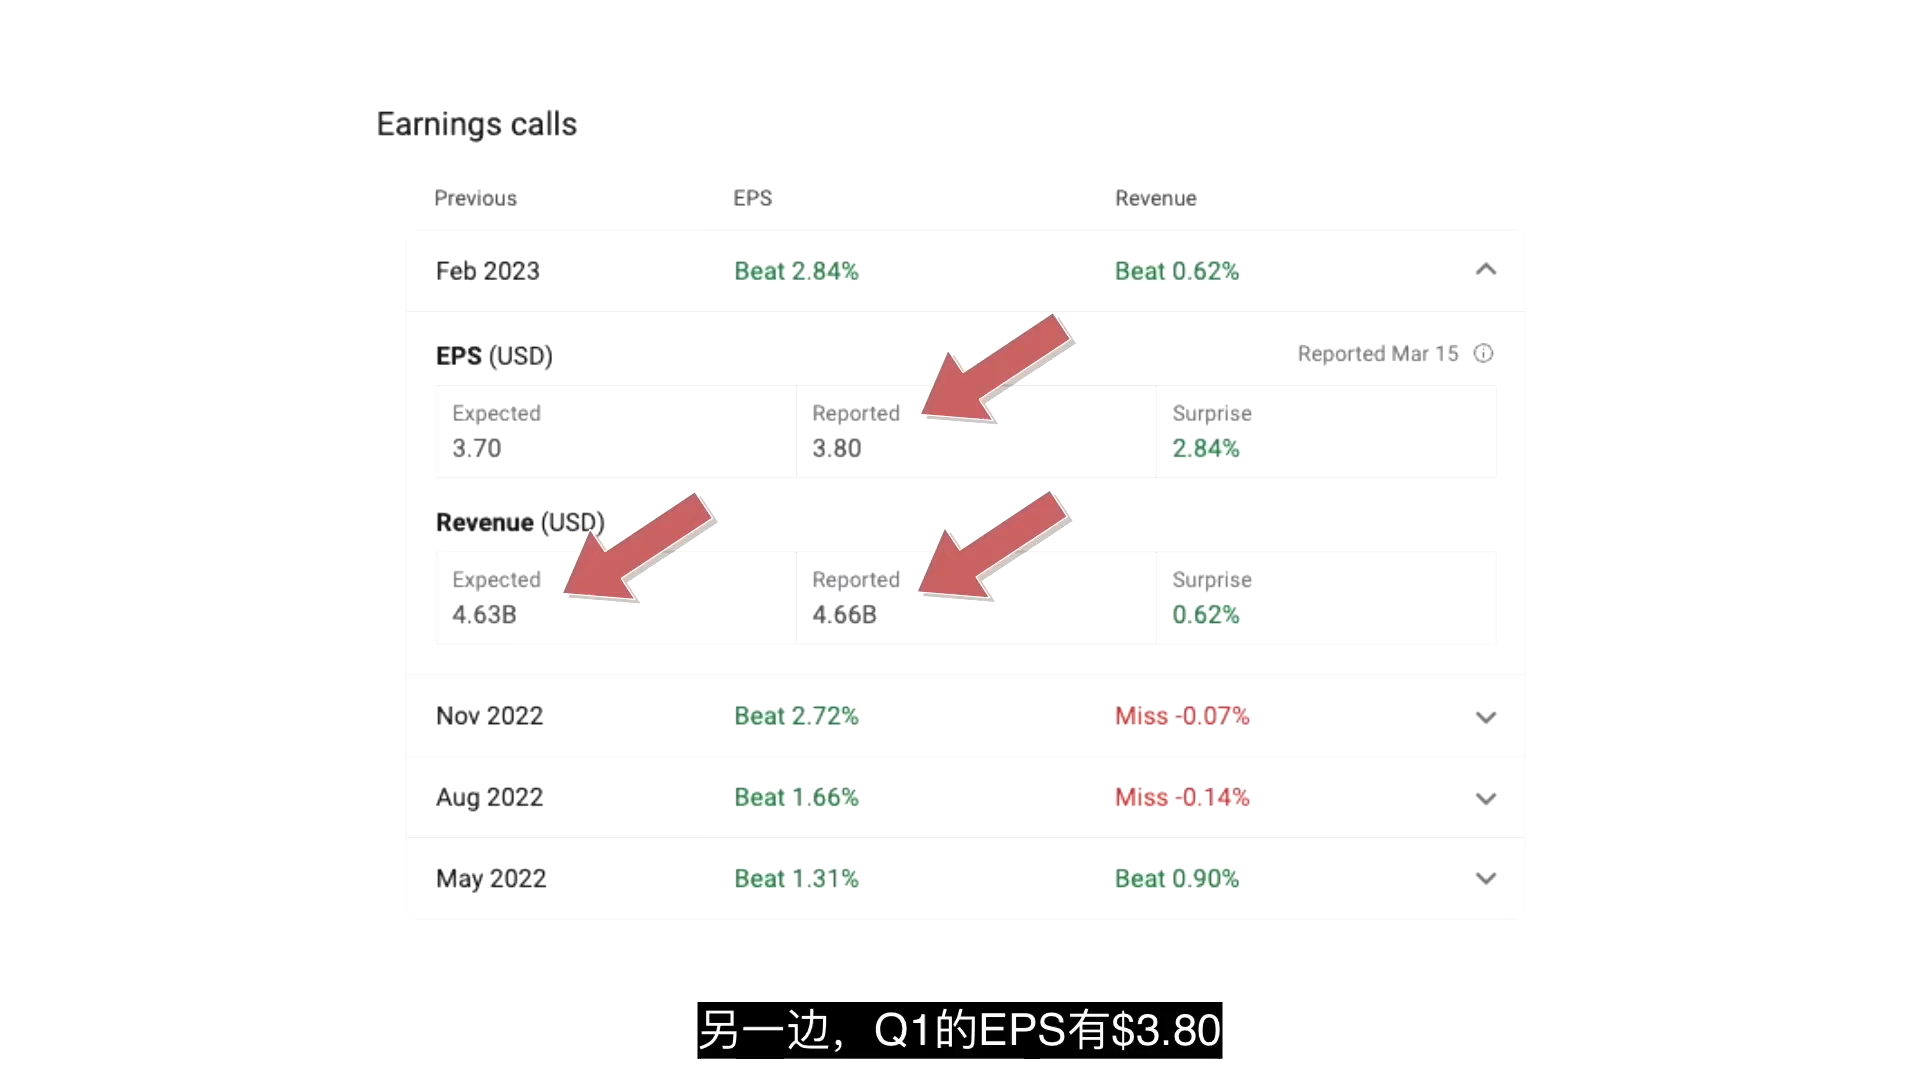 Earnings calls
Previous EPS Revenue
Feb 2023 Beat 2.84% Beat 0.62%
EPS (USD) Reported Mar 15
Expected Reported Surprise
3.70 3.80 2.84%
Revenue (USD)
Expected Reported Surprise
4.63B 4.66B 0.62%
Nov 2022 Beat 2.72% Miss -0.07%
Aug 2022 Beat 1.66% Miss -0.14%
May 2022 Beat 1.31% Beat 0.90%
另一边，Q1的EPS有$3.80